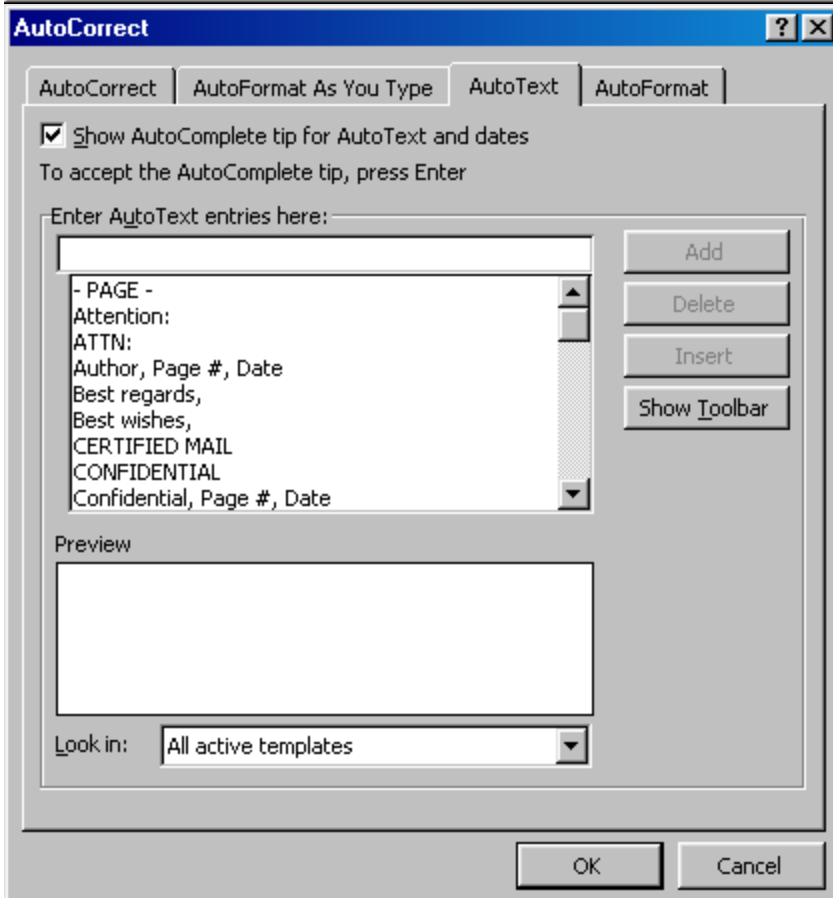 AutoCorrect
AutoCorrect
AutoFormat As You Type
AutoText
AutoFormat
Show AutoComplete tip for AutoText and dates
To accept the AutoComplete tip, press Enter
Enter AutoText entries here:
Add
- PAGE -
Attention:
ATTN:
Author, Page #, Date
Best regards,
Best wishes,
CERTIFIED MAIL
CONFIDENTIAL
Confidential, Page #, Date
Delete
Insert
Show Toolbar
Preview
Look in:
All active templates
OK
Cancel